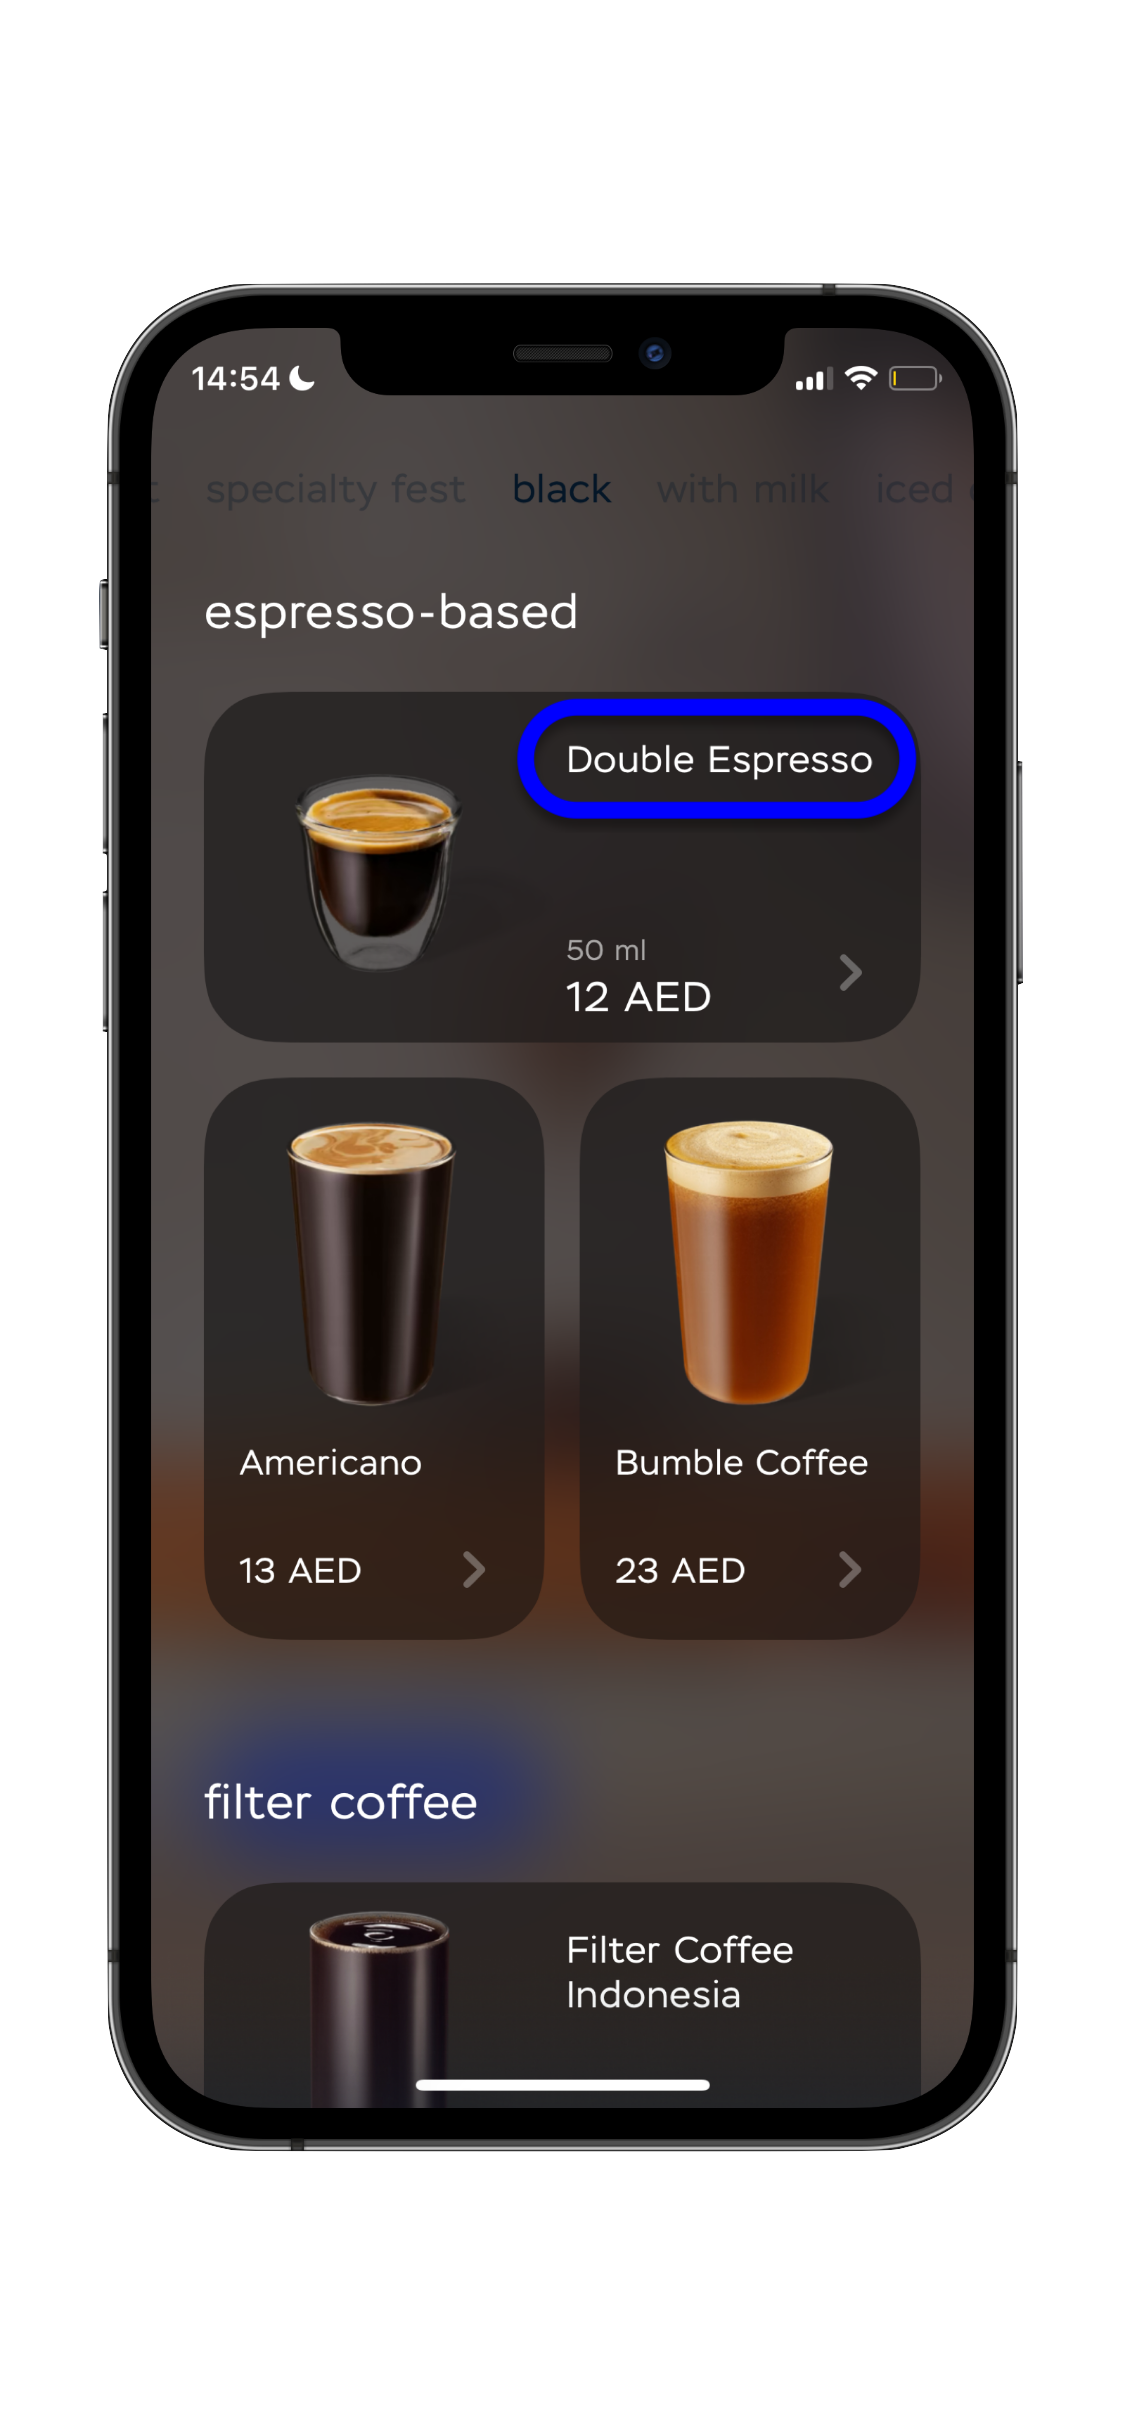 14:54
specialty fest black with milk iced
espresso-based
Double Espresso
50 ml
12 AED
Americano
Bumble Coffee
13 AED
23 AED
filter coffee
Filter Coffee
Indonesia